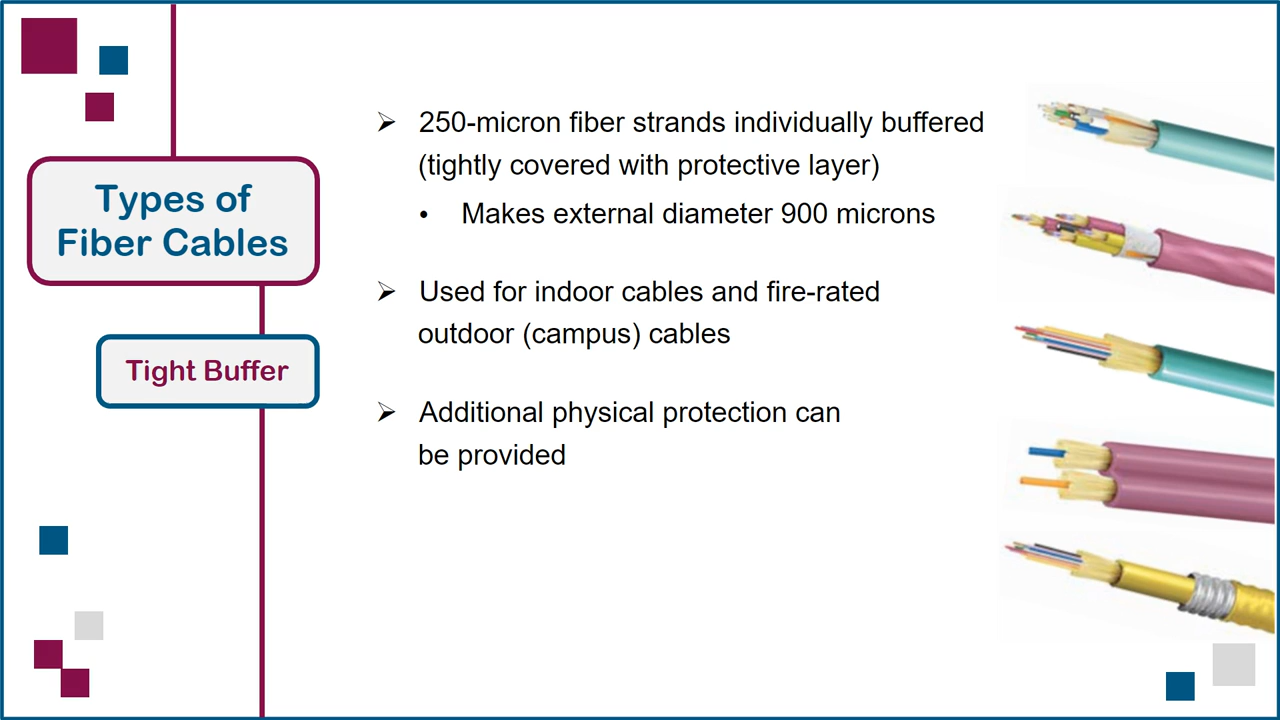 Types of
Fiber Cables
Tight Buffer
➢ 250-micron fiber strands individually buffered
(tightly covered with protective layer)
• Makes external diameter 900 microns
➢ Used for indoor cables and fire-rated
outdoor (campus) cables
➢ Additional physical protection can
be provided